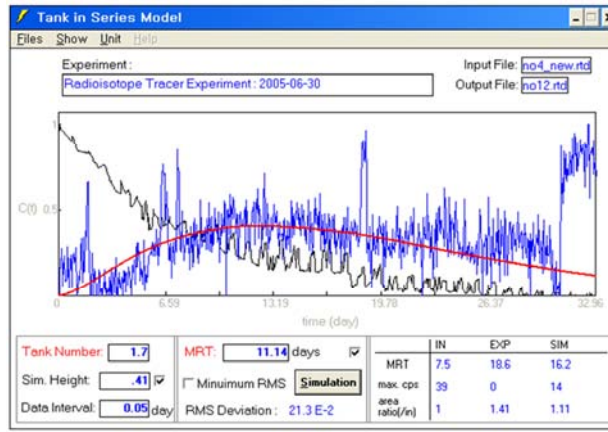 Tank in Series Model
Files Show Unit Help
Experiment :
Radioisotope Tracer Experiment : 2005-06-30
Input File: no4_new.rtd
Output File: no12.rtd
1
C(t) 0.5
0 6.59 13.19 19.78 26.37 32.96
time (day)
Tank Number: 1.7
Sim. Height: .41
Data Interval: 0.05 day
MRT: 11.14 days
Minuimum RMS Simulation
RMS Deviation : 21.3 E-2
IN EXP SIM
MRT 7.5 18.6 16.2
max. cps 39 0 14
area ratio(/in) 1 1.41 1.11